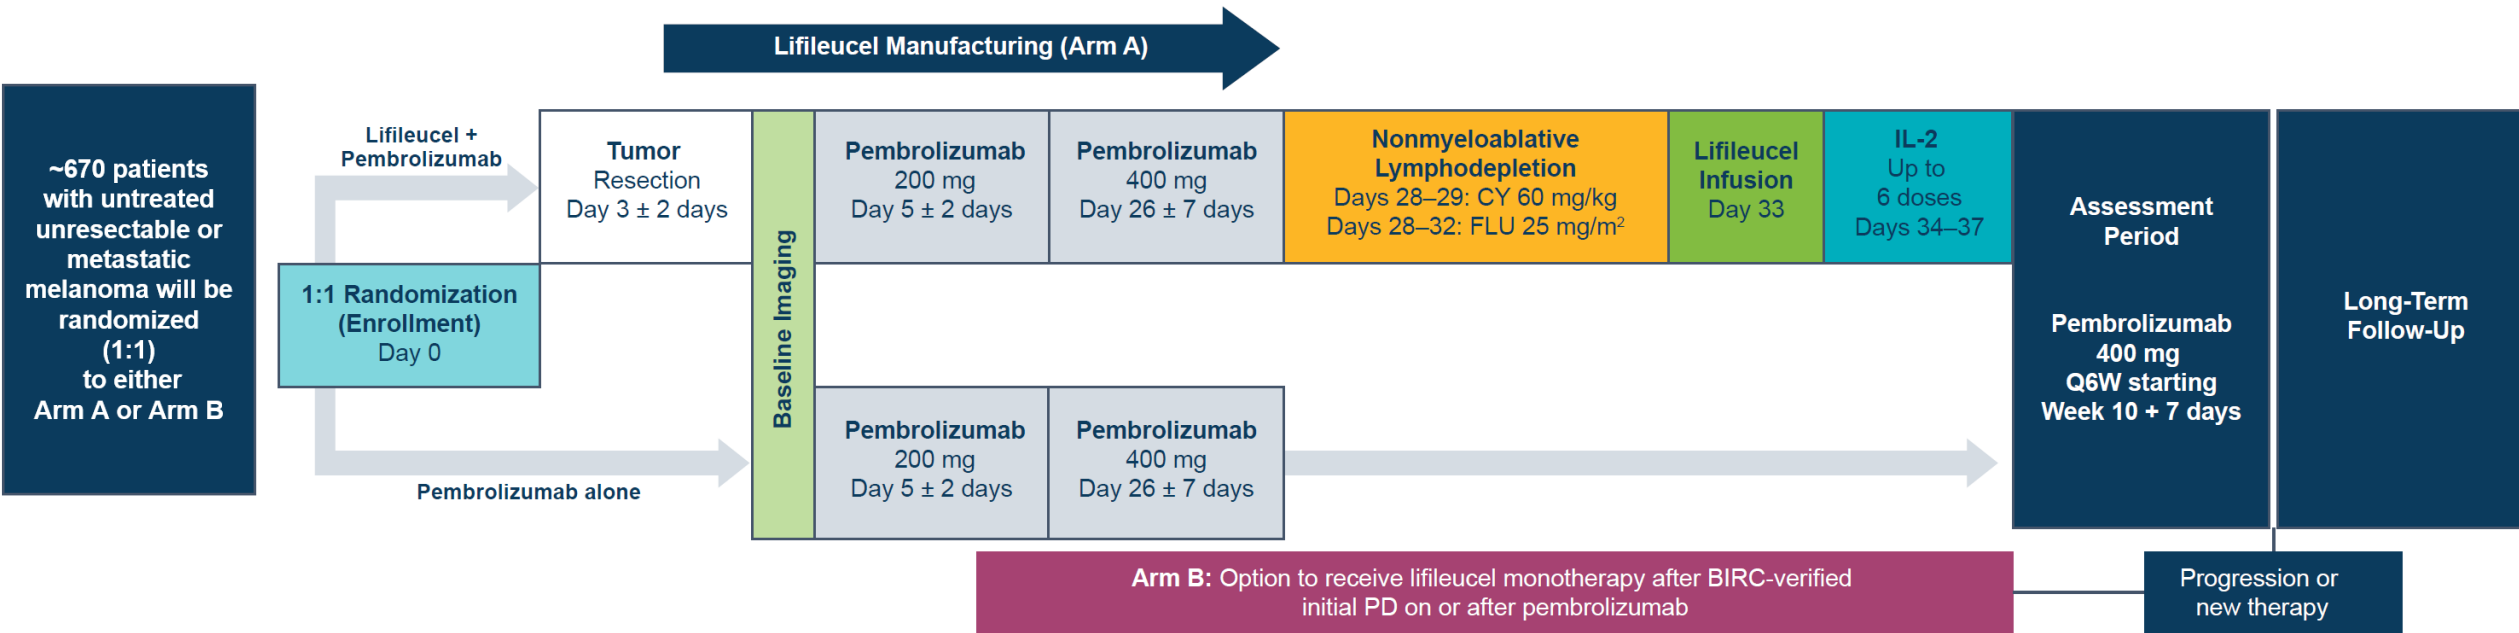 Lifileucel Manufacturing (Arm A)
~670 patients
with untreated
unresectable or
metastatic
melanoma will be
randomized
(1:1)
to either
Arm A or Arm B
Lifileucel +
Pembrolizumab
1:1 Randomization
(Enrollment)
Day 0
Pembrolizumab alone
Tumor
Resection
Day 3 ± 2 days
Baseline Imaging
Pembrolizumab
200 mg
Day 5 ± 2 days
Pembrolizumab
400 mg
Day 26 ± 7 days
Nonmyeloablative
Lymphodepletion
Days 28–29: CY 60 mg/kg
Days 28–32: FLU 25 mg/m²
Lifileucel
Infusion
Day 33
IL-2
Up to
6 doses
Days 34–37
Pembrolizumab
200 mg
Day 5 ± 2 days
Pembrolizumab
400 mg
Day 26 ± 7 days
Assessment
Period
Pembrolizumab
400 mg
Q6W starting
Week 10 + 7 days
Long-Term
Follow-Up
Arm B: Option to receive lifileucel monotherapy after BIRC-verified
initial PD on or after pembrolizumab
Progression or
new therapy